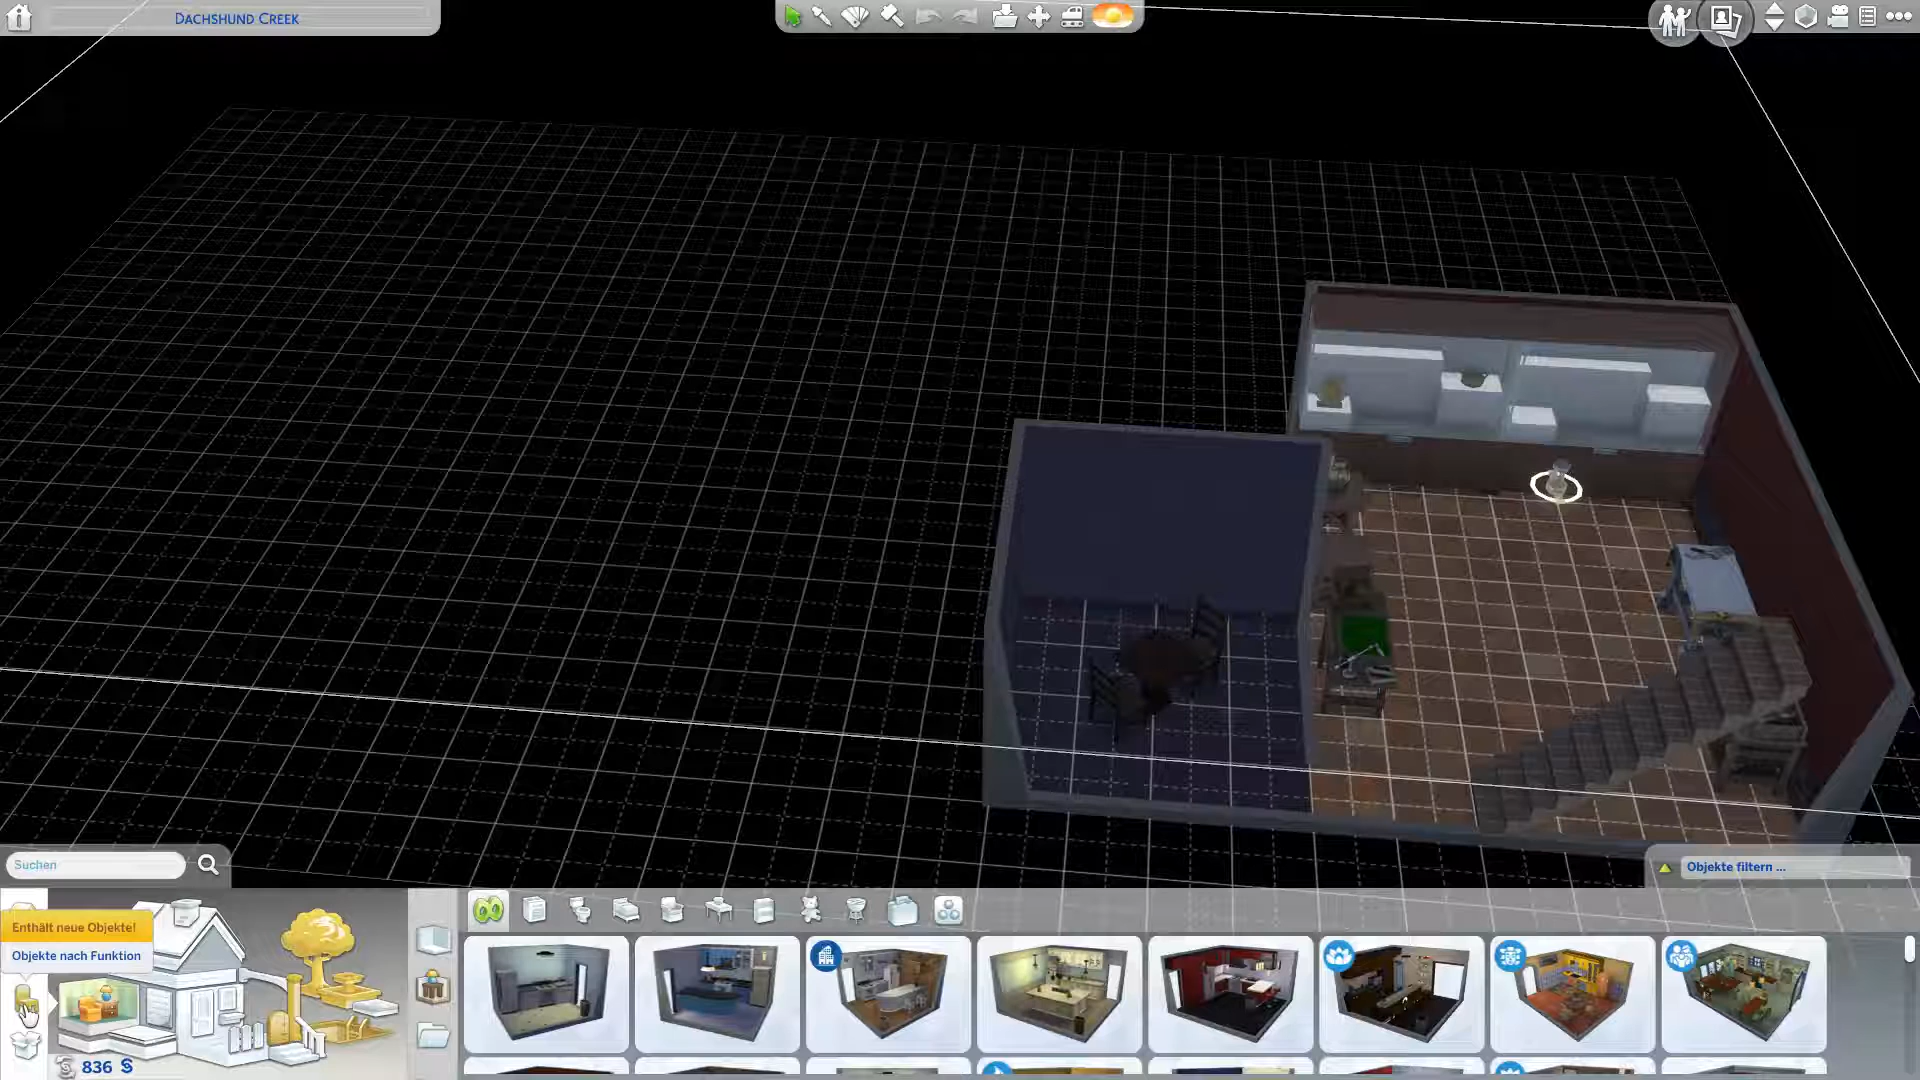 Dachshund Creek
Suchen
Objekte filtern ...
Enthält neue Objekte!
Objekte nach Funktion
836 S